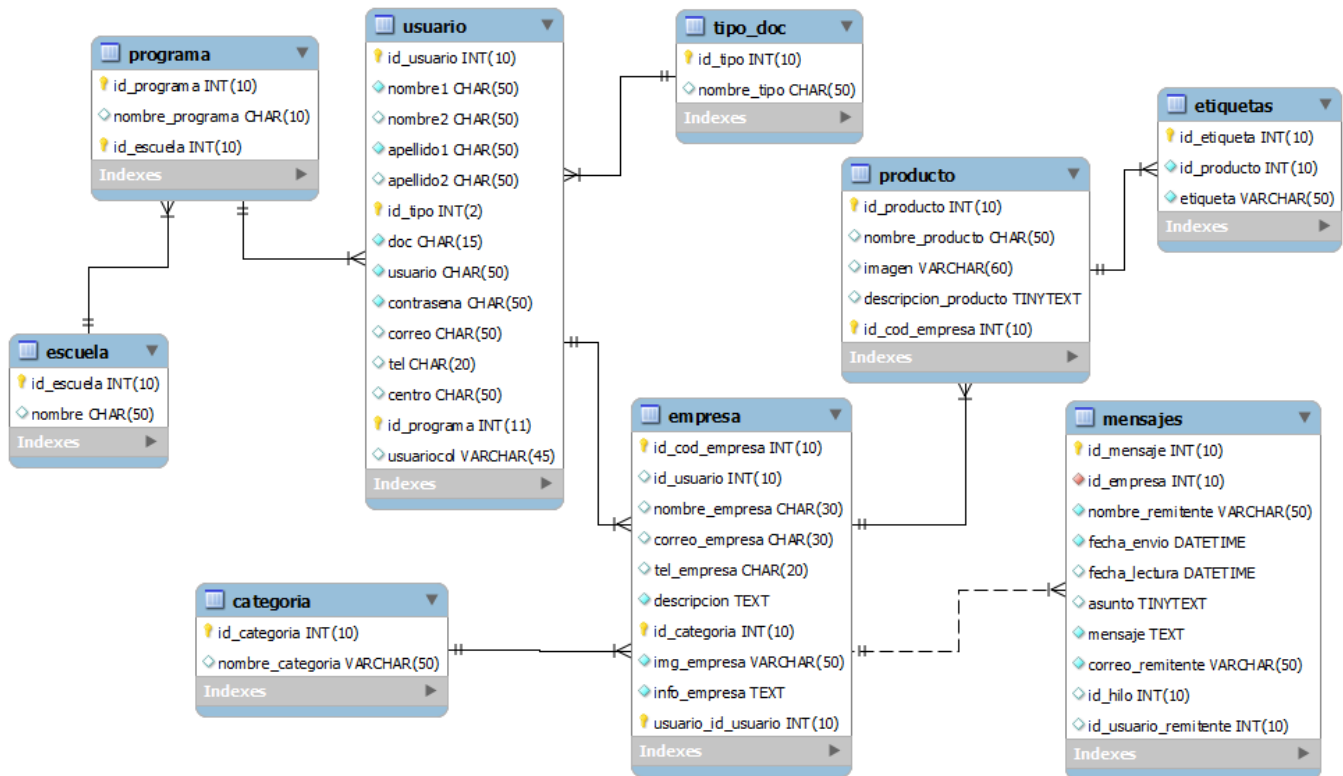 programa
id_programa INT(10)
nombre_programa CHAR(10)
id_escuela INT(10)
Indexes
escuela
id_escuela INT(10)
nombre CHAR(50)
Indexes
usuario
id_usuario INT(10)
nombre1 CHAR(50)
nombre2 CHAR(50)
apellido1 CHAR(50)
apellido2 CHAR(50)
id_tipo INT(2)
doc CHAR(15)
usuario CHAR(50)
contrasena CHAR(50)
correo CHAR(50)
tel CHAR(20)
centro CHAR(50)
id_programa INT(11)
usuariocol VARCHAR(45)
Indexes
tipo_doc
id_tipo INT(10)
nombre_tipo CHAR(50)
Indexes
etiquetas
id_etiqueta INT(10)
id_producto INT(10)
etiqueta VARCHAR(50)
Indexes
producto
id_producto INT(10)
nombre_producto CHAR(50)
imagen VARCHAR(60)
descripcion_producto TINYTEXT
id_cod_empresa INT(10)
Indexes
categoria
id_categoria INT(10)
nombre_categoria VARCHAR(50)
Indexes
empresa
id_cod_empresa INT(10)
id_usuario INT(10)
nombre_empresa CHAR(30)
correo_empresa CHAR(30)
tel_empresa CHAR(20)
descripcion TEXT
id_categoria INT(10)
img_empresa VARCHAR(50)
info_empresa TEXT
usuario_id_usuario INT(10)
Indexes
mensajes
id_mensaje INT(10)
id_empresa INT(10)
nombre_remitente VARCHAR(50)
fecha_envio DATETIME
fecha_lectura DATETIME
asunto TINYTEXT
mensaje TEXT
correo_remitente VARCHAR(50)
id_hilo INT(10)
id_usuario_remitente INT(10)
Indexes